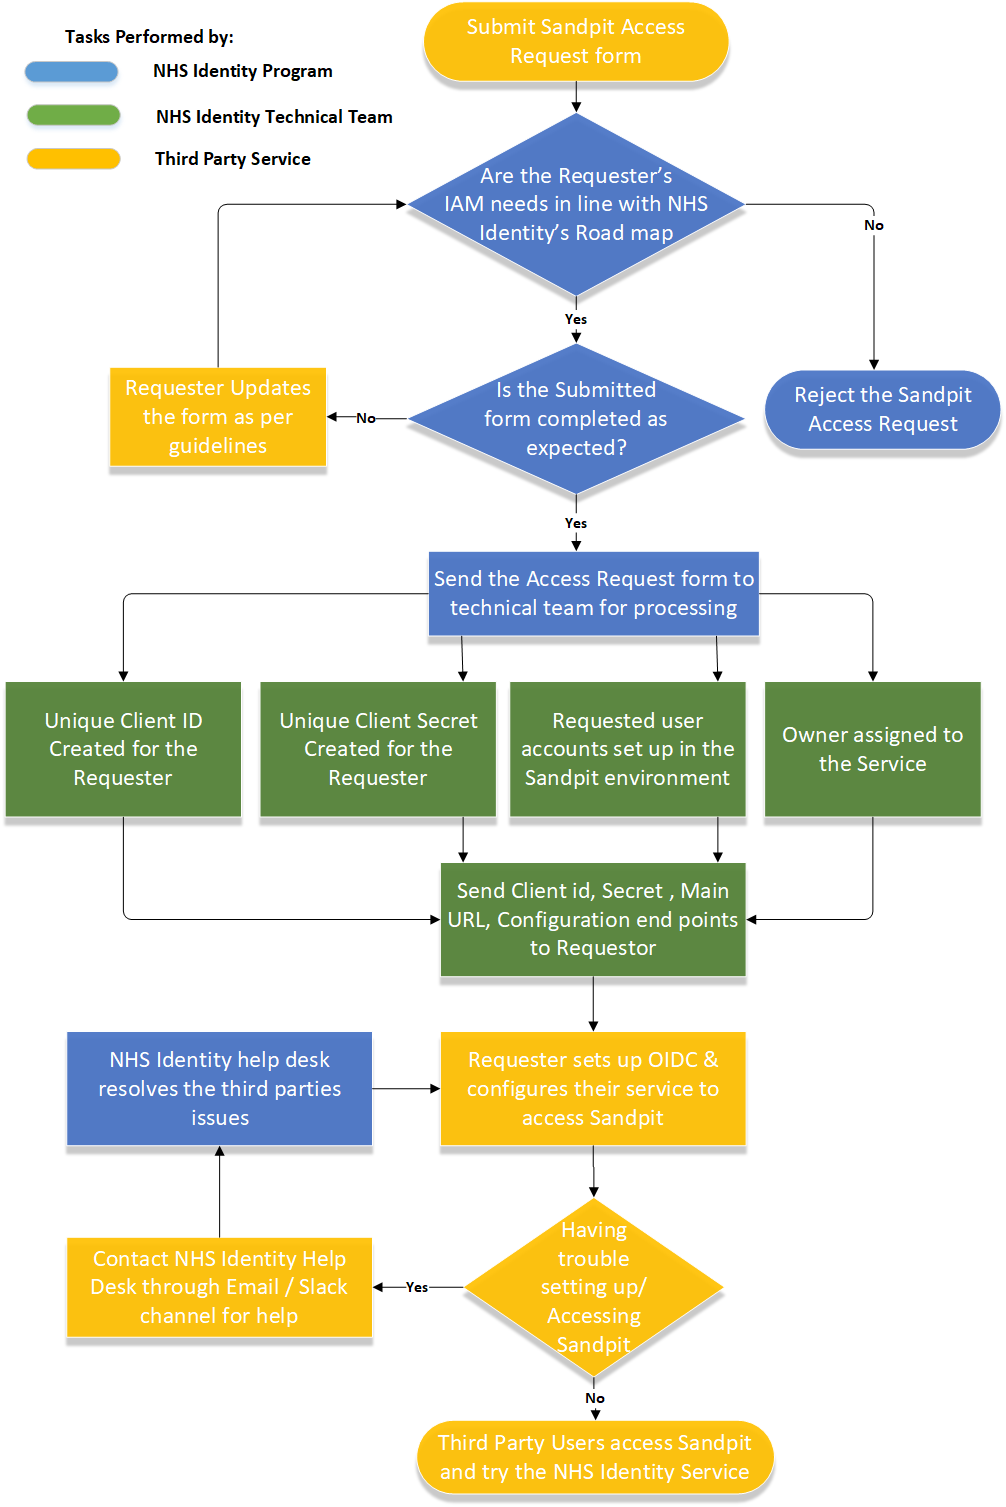 Tasks Performed by:
NHS Identity Program
NHS Identity Technical Team
Third Party Service
Submit Sandpit Access
Request form
Are the Requester’s
IAM needs in line with NHS
Identity’s Road map
No
Yes
Reject the Sandpit
Access Request
Is the Submitted
form completed as
expected?
No
Requester Updates
the form as per
guidelines
Yes
Send the Access Request form to
technical team for processing
Unique Client ID
Created for the
Requester
Unique Client Secret
Created for the
Requester
Requested user
accounts set up in the
Sandpit environment
Owner assigned to
the Service
Send Client id, Secret , Main
URL, Configuration end points
to Requestor
NHS Identity help desk
resolves the third parties
issues
Requester sets up OIDC &
configures their service to
access Sandpit
Having
trouble
setting up/
Accessing
Sandpit
Yes
Contact NHS Identity Help
Desk through Email / Slack
channel for help
No
Third Party Users access Sandpit
and try the NHS Identity Service